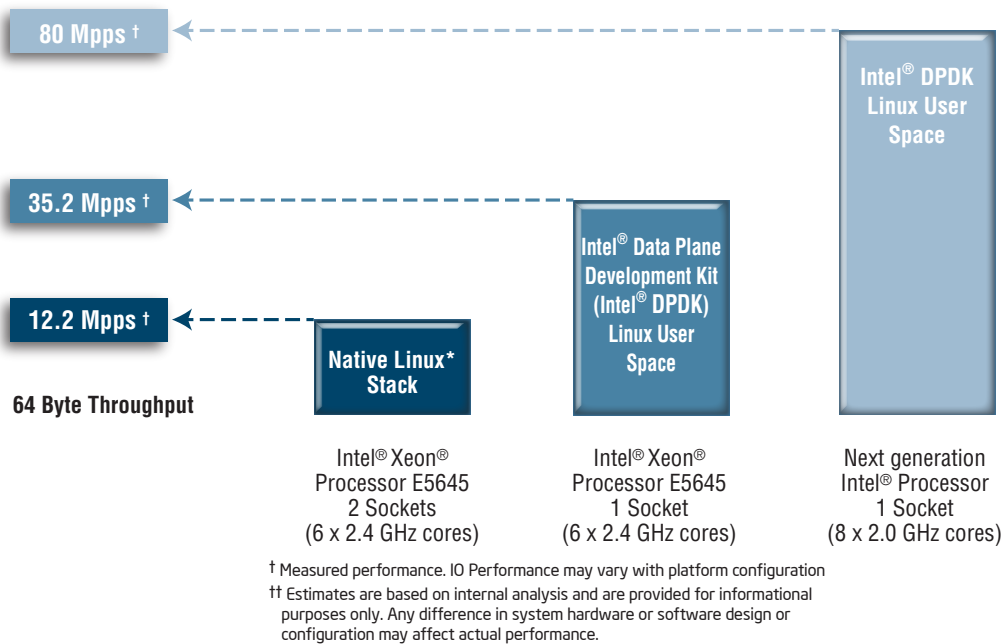 80 Mpps †
Intel® DPDK
Linux User
Space
35.2 Mpps †
Intel® Data Plane
Development Kit
(Intel® DPDK)
Linux User
Space
12.2 Mpps †
Native Linux*
Stack
64 Byte Throughput
Intel® Xeon®
Processor E5645
2 Sockets
(6 x 2.4 GHz cores)
Intel® Xeon®
Processor E5645
1 Socket
(6 x 2.4 GHz cores)
Next generation
Intel® Processor
1 Socket
(8 x 2.0 GHz cores)
† Measured performance. IO Performance may vary with platform configuration
†† Estimates are based on internal analysis and are provided for informational
purposes only. Any difference in system hardware or software design or
configuration may affect actual performance.